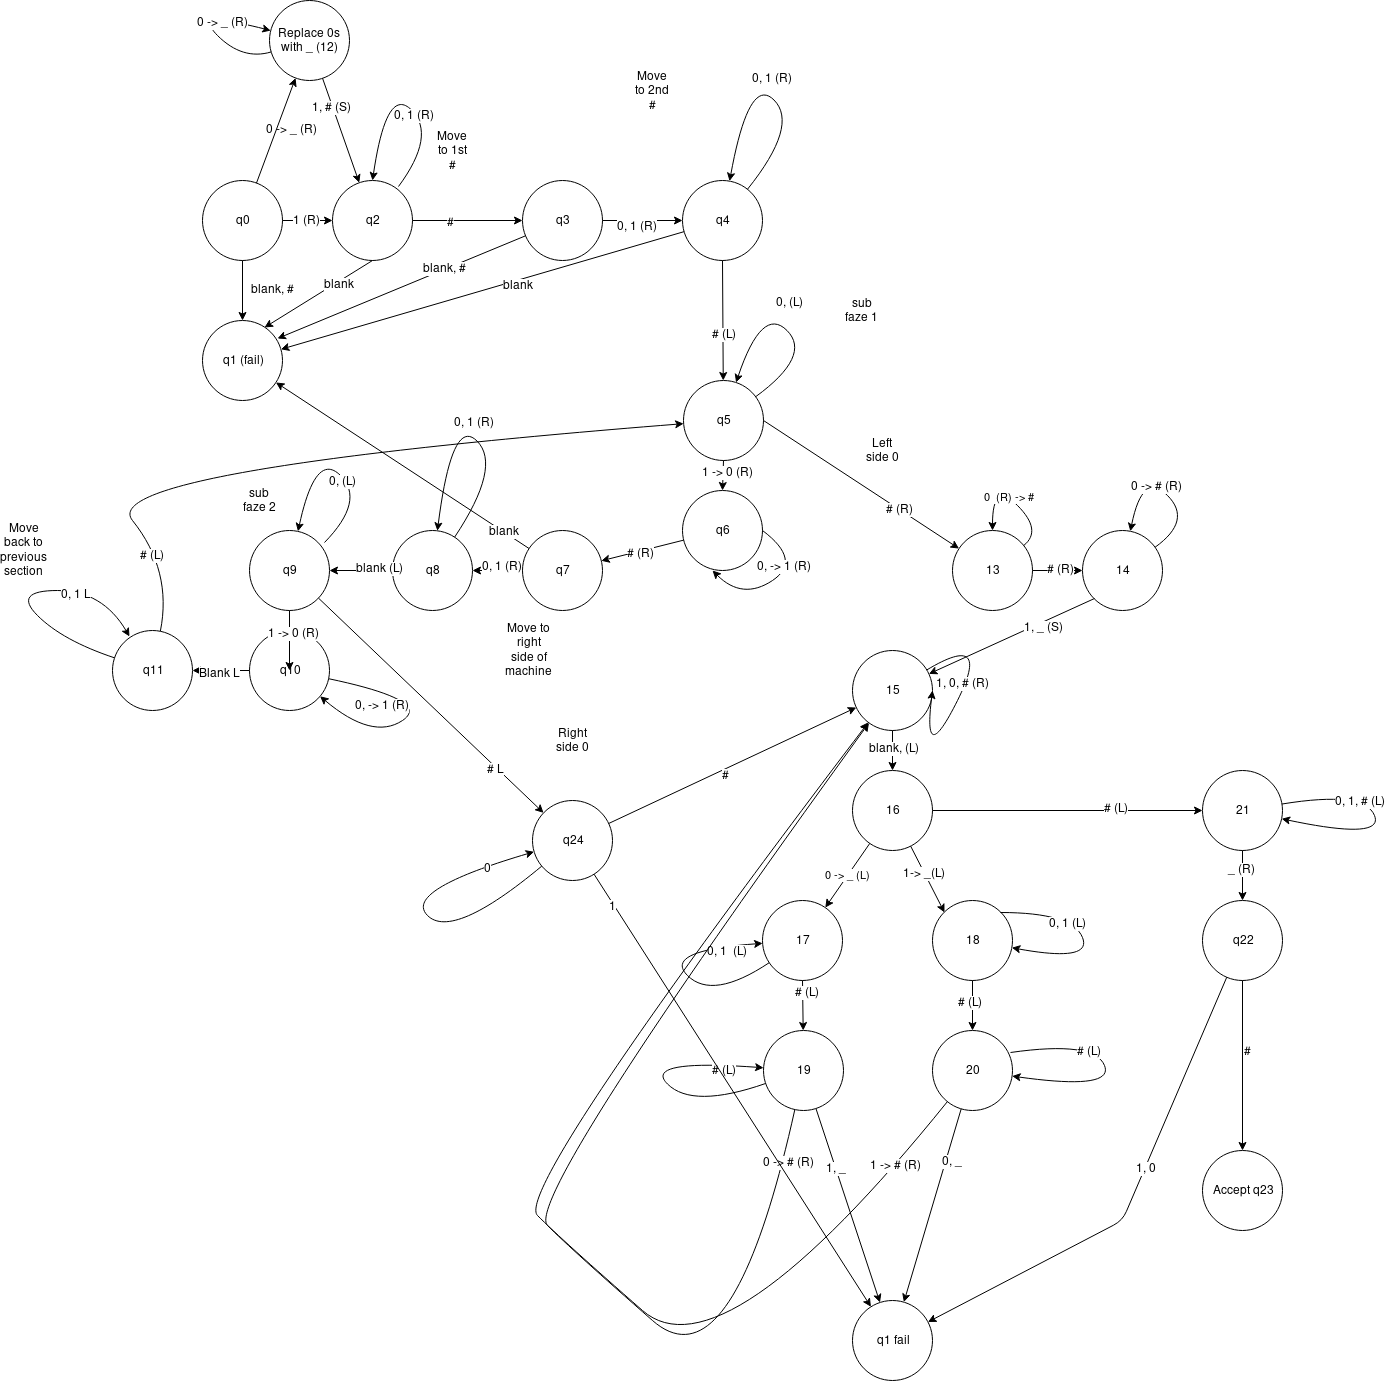 0 -> _ (R)
Replace 0s
with _ (12)
Move
to 2nd
#
0, 1 (R)
1, # (S)
0 -> _ (R)
0, 1 (R)
Move
to 1st
#
q0
1 (R)
q2
#
q3
0, 1 (R)
q4
blank, #
blank
blank, #
blank
q1 (fail)
# (L)
0, (L)
sub
faze 1
q5
0, 1 (R)
Left
side 0
1 -> 0 (R)
# (R)
sub
faze 2
0, (L)
0 (R) -> #
0 -> # (R)
Move
back to
previous
section
# (L)
blank
q6
# (R)
0, -> 1 (R)
q9
blank (L)
q8
0, 1 (R)
q7
13
# (R)
14
0, 1 L
1 -> 0 (R)
Move to
right
side of
machine
1, _ (S)
q11
Blank L
q10
0, -> 1 (R)
15
1, 0, # (R)
Right
side 0
# L
#
blank, (L)
q24
0
1
16
# (L)
21
0, 1, # (L)
0 -> _ (L)
1-> _(L)
_ (R)
17
0, 1 (L)
18
0, 1 (L)
q22
# (L)
# (L)
#
19
# (L)
20
# (L)
0 -> # (R)
1, _
1 -> # (R)
0, _
1, 0
Accept q23
q1 fail